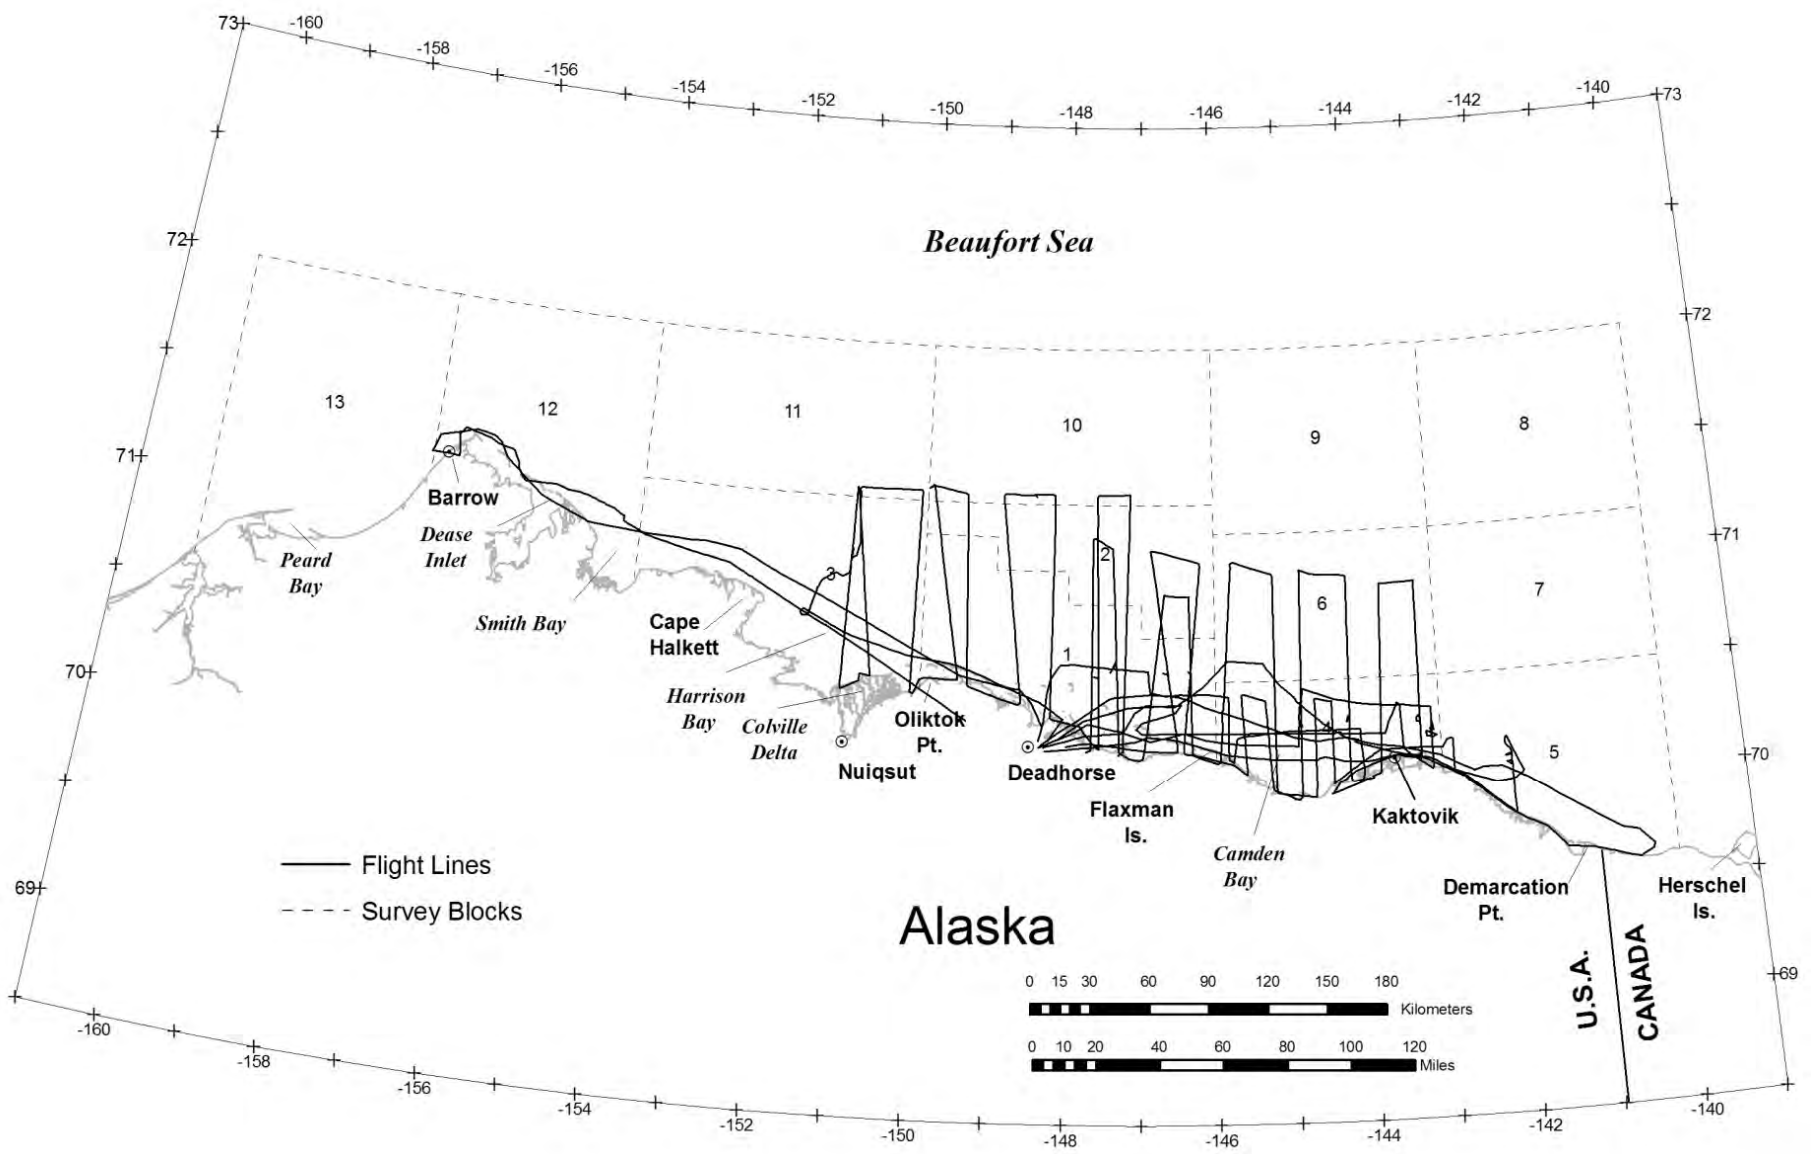 73
-160
-158
-156
-154
-152
-150
-148
-146
-144
-142
-140
73
72
72
Beaufort Sea
13
12
11
10
9
8
71
71
Barrow
Dease
Inlet
Peard
Bay
Smith Bay
Cape
Halkett
Harrison
Bay
Colville
Delta
Nuiqsut
Oliktok
Pt.
Deadhorse
Flaxman
Is.
Camden
Bay
Kaktovik
Demarcation
Pt.
Herschel
Is.
3
2
1
6
7
4
5
70
70
Flight Lines
Survey Blocks
69
69
Alaska
U.S.A.
CANADA
0 15 30 60 90 120 150 180
Kilometers
0 10 20 40 60 80 100 120
Miles
-160
-158
-156
-154
-152
-150
-148
-146
-144
-142
-140